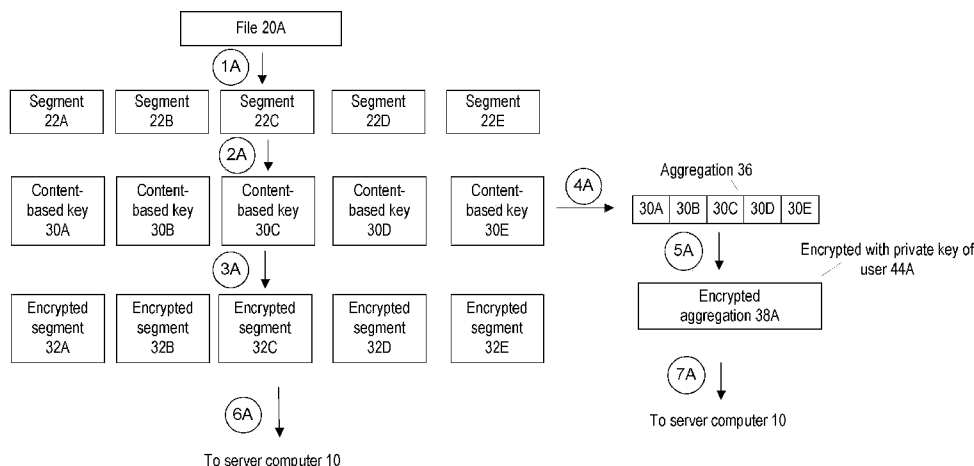 File 20A
1A
Segment
22A
Segment
22B
Segment
22C
Segment
22D
Segment
22E
2A
Content-
based key
30A
Content-
based key
30B
Content-
based key
30C
Content-
based key
30D
Content-
based key
30E
4A
Aggregation 36
30A 30B 30C 30D 30E
3A
5A
Encrypted with private key of
user 44A
Encrypted
segment
32A
Encrypted
segment
32B
Encrypted
segment
32C
Encrypted
segment
32D
Encrypted
segment
32E
Encrypted
aggregation 38A
6A
7A
To server computer 10
To server computer 10